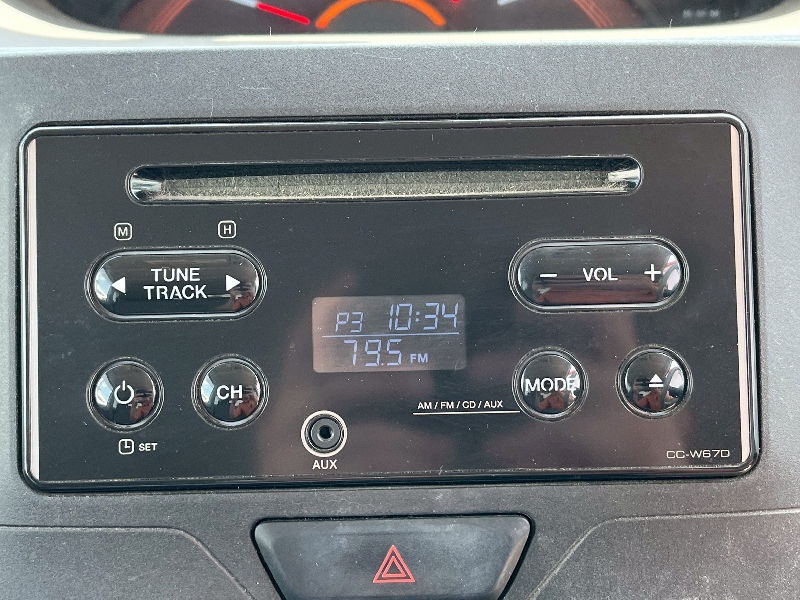 M H
TUNE
TRACK
− VOL +
P3 10:34
79.5 FM
CH
MODE
AM / FM / CD / AUX
SET
AUX
CC-W67D